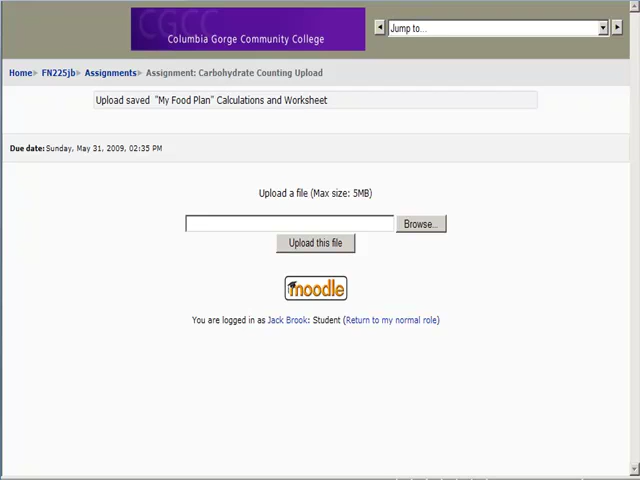 CGCC
Columbia Gorge Community College
Jump to...
Home FN225jb Assignments Assignment: Carbohydrate Counting Upload
Upload saved "My Food Plan" Calculations and Worksheet
Due date: Sunday, May 31, 2009, 02:35 PM
Upload a file (Max size: 5MB)
Browse...
Upload this file
moodle
You are logged in as Jack Brook: Student (Return to my normal role)